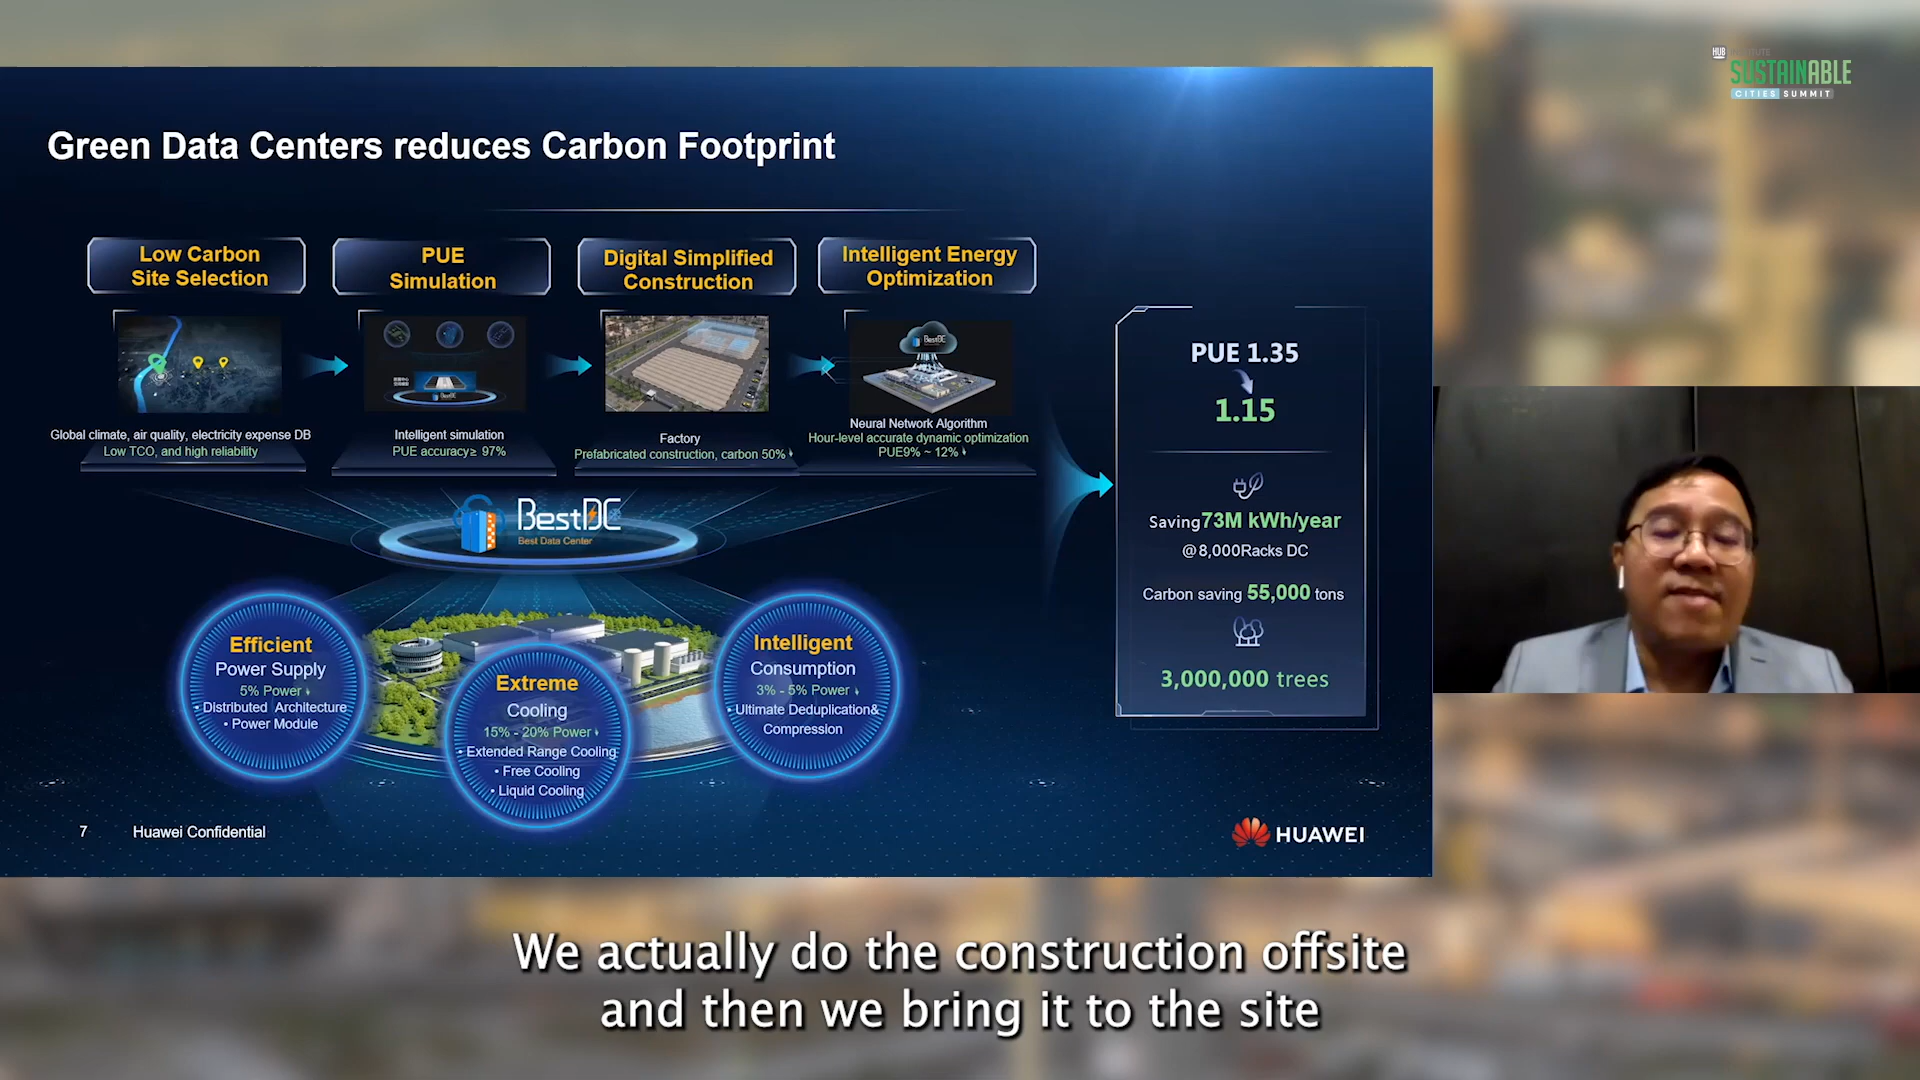 HUB INSTITUTE
SUSTAINABLE
CITIES SUMMIT
Green Data Centers reduces Carbon Footprint
Low Carbon
Site Selection
PUE
Simulation
Digital Simplified
Construction
Intelligent Energy
Optimization
BestDC
BestDC
Global climate, air quality, electricity expense DB
Low TCO, and high reliability
Intelligent simulation
PUE accuracy≥ 97%
Factory
Prefabricated construction, carbon 50%
Neural Network Algorithm
Hour-level accurate dynamic optimization
PUE9% ~ 12%
BestDC
Best Data Center
Efficient
Power Supply
5% Power
• Distributed Architecture
• Power Module
Extreme
Cooling
15% - 20% Power
• Extended Range Cooling
• Free Cooling
• Liquid Cooling
Intelligent
Consumption
3% - 5% Power
• Ultimate Deduplication&
Compression
PUE 1.35
1.15
Saving73M kWh/year
@8,000Racks DC
Carbon saving 55,000 tons
3,000,000 trees
7 Huawei Confidential
HUAWEI
We actually do the construction offsite
and then we bring it to the site